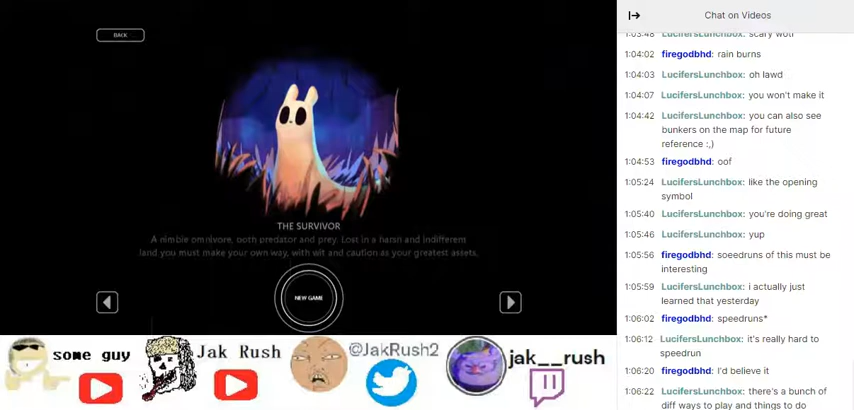 BACK
THE SURVIVOR
A nimble omnivore, both predator and prey. Lost in a harsh and indifferent
land you must make your own way, with wit and caution as your greatest assets.
NEW GAME
some guy
Jak Rush
@JakRush2
jak__rush
Chat on Videos
1:03:48 LucifersLunchbox: scary wotf
1:04:02 firegodbhd: rain burns
1:04:03 LucifersLunchbox: oh lawd
1:04:07 LucifersLunchbox: you won't make it
1:04:42 LucifersLunchbox: you can also see
bunkers on the map for future
reference :,)
1:04:53 firegodbhd: oof
1:05:24 LucifersLunchbox: like the opening
symbol
1:05:40 LucifersLunchbox: you're doing great
1:05:46 LucifersLunchbox: yup
1:05:56 firegodbhd: soeedruns of this must be
interesting
1:05:59 LucifersLunchbox: i actually just
learned that yesterday
1:06:02 firegodbhd: speedruns*
1:06:12 LucifersLunchbox: it's really hard to
speedrun
1:06:20 firegodbhd: I'd believe it
1:06:22 LucifersLunchbox: there's a bunch of
diff ways to play and things to do